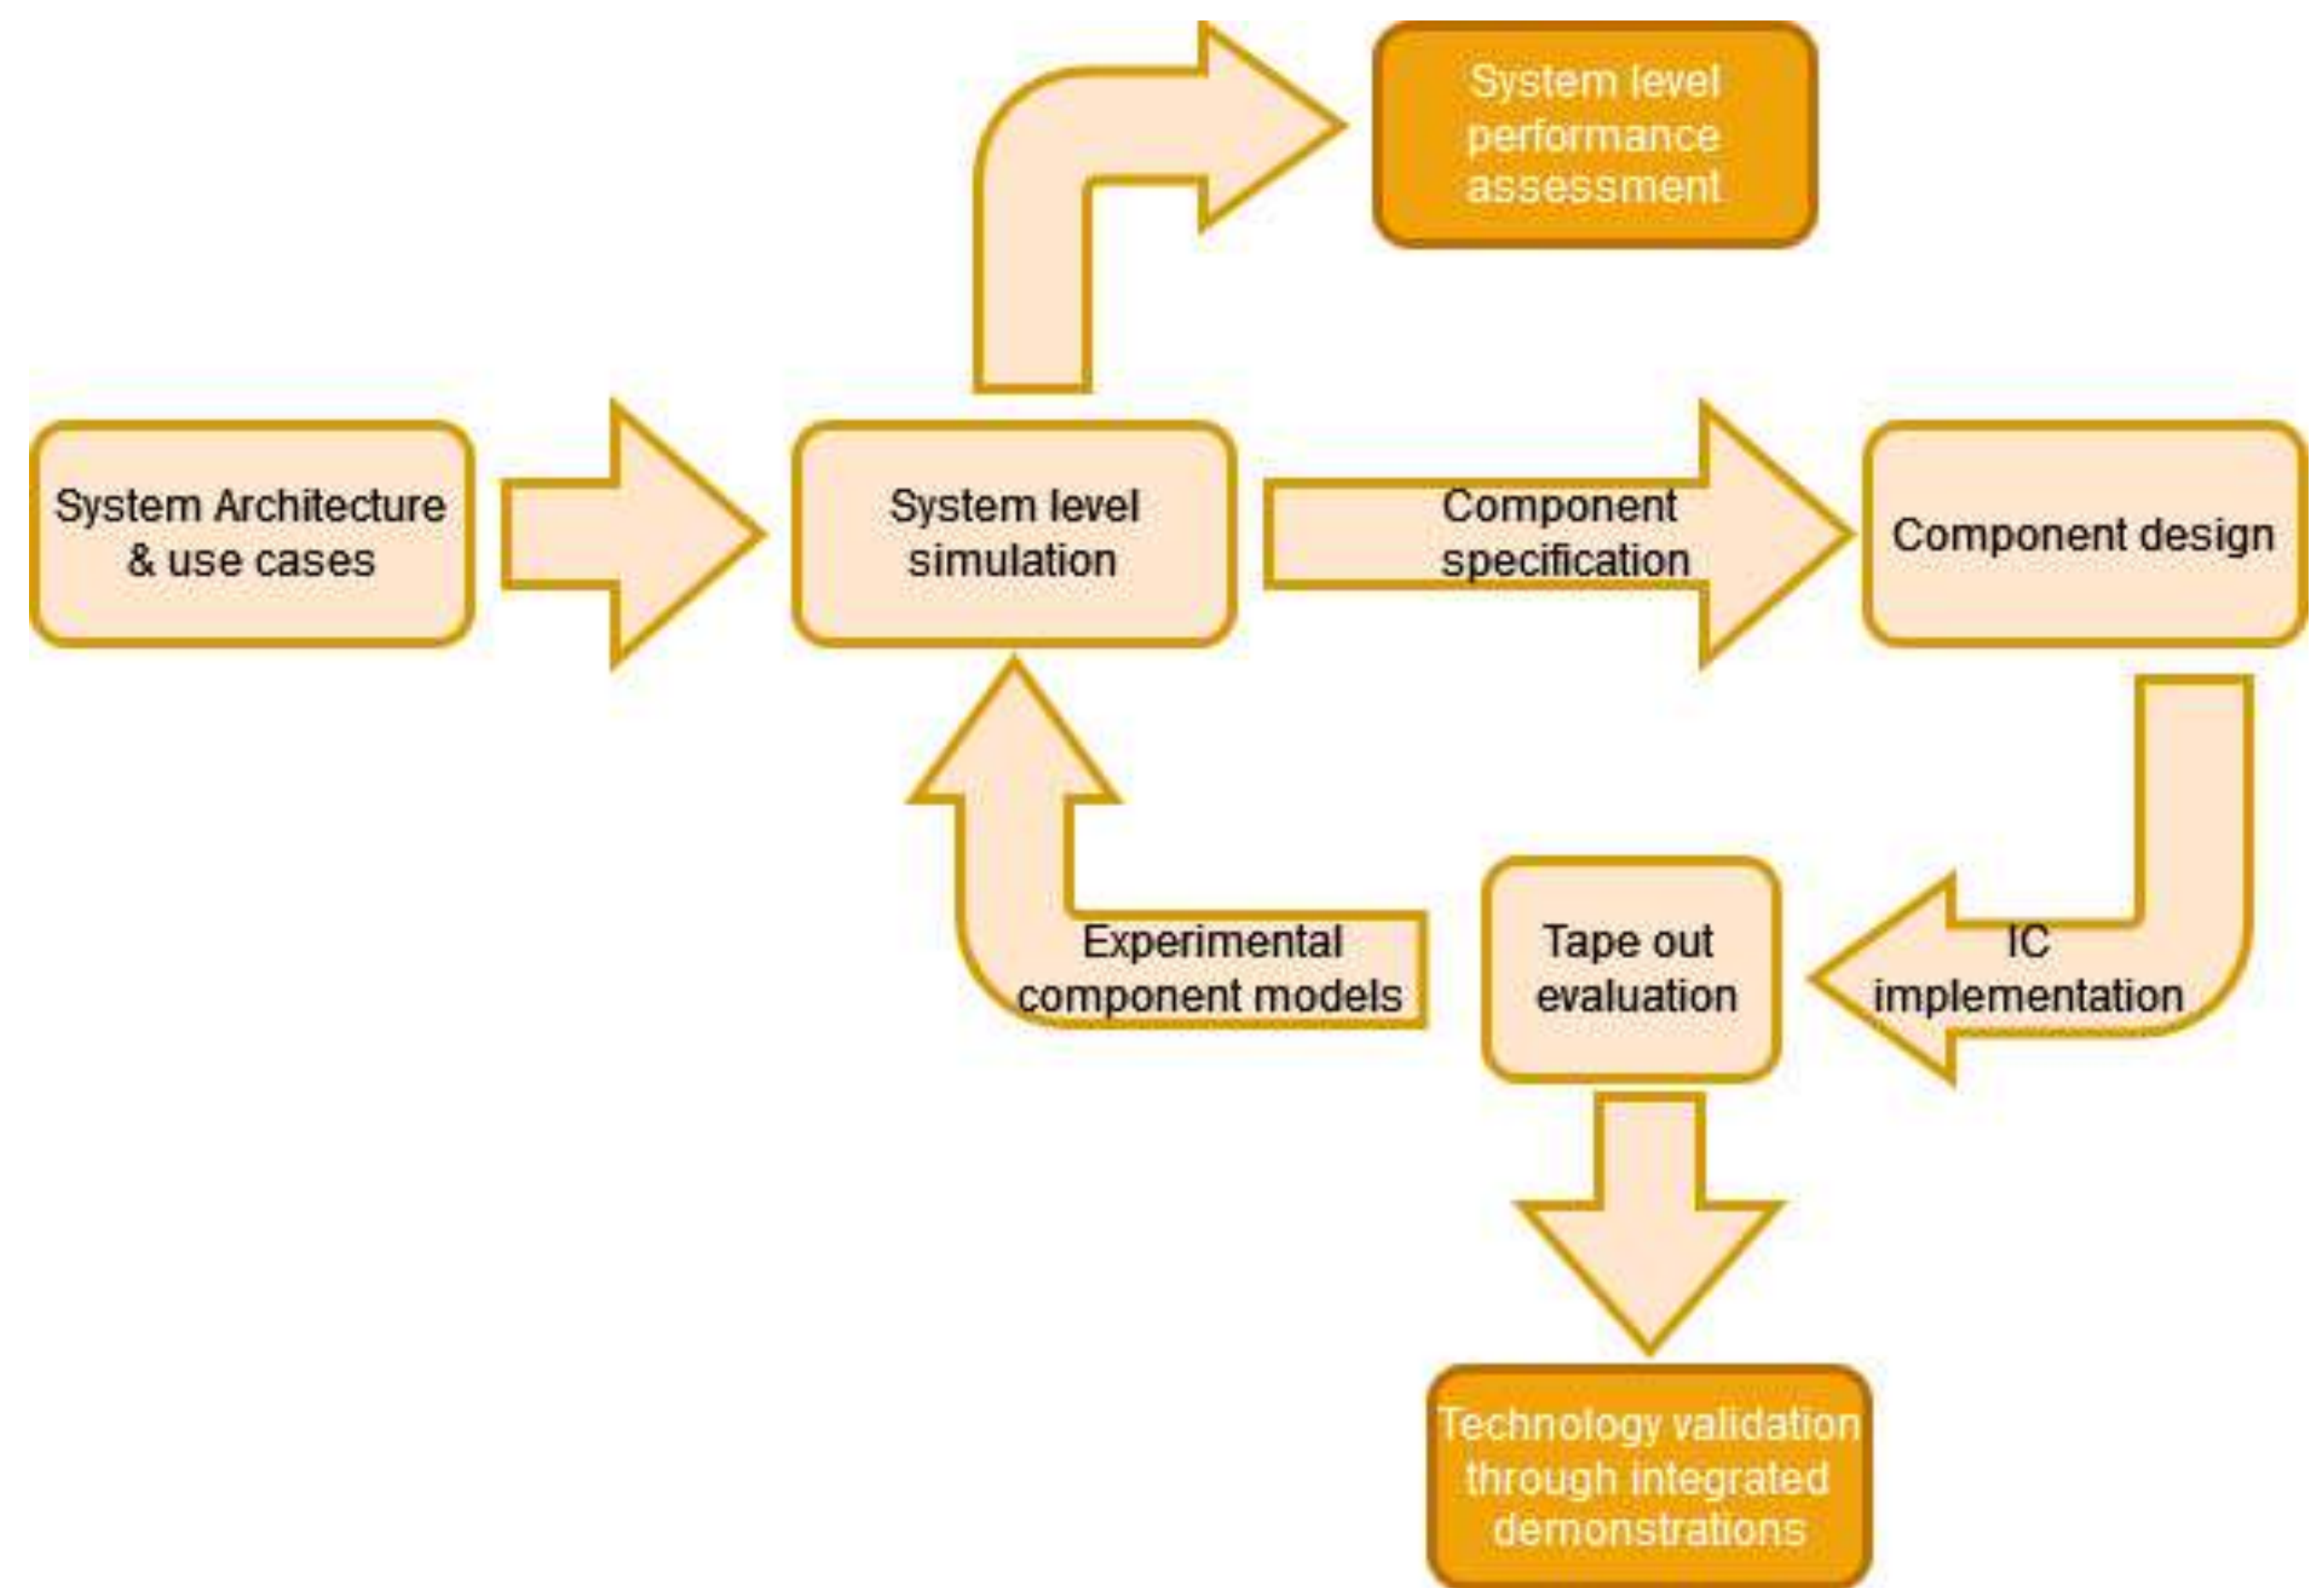 System level
performance
assessment
System Architecture
& use cases
System level
simulation
Component
specification
Component design
Experimental
component models
Tape out
evaluation
IC
implementation
Technology validation
through integrated
demonstrations